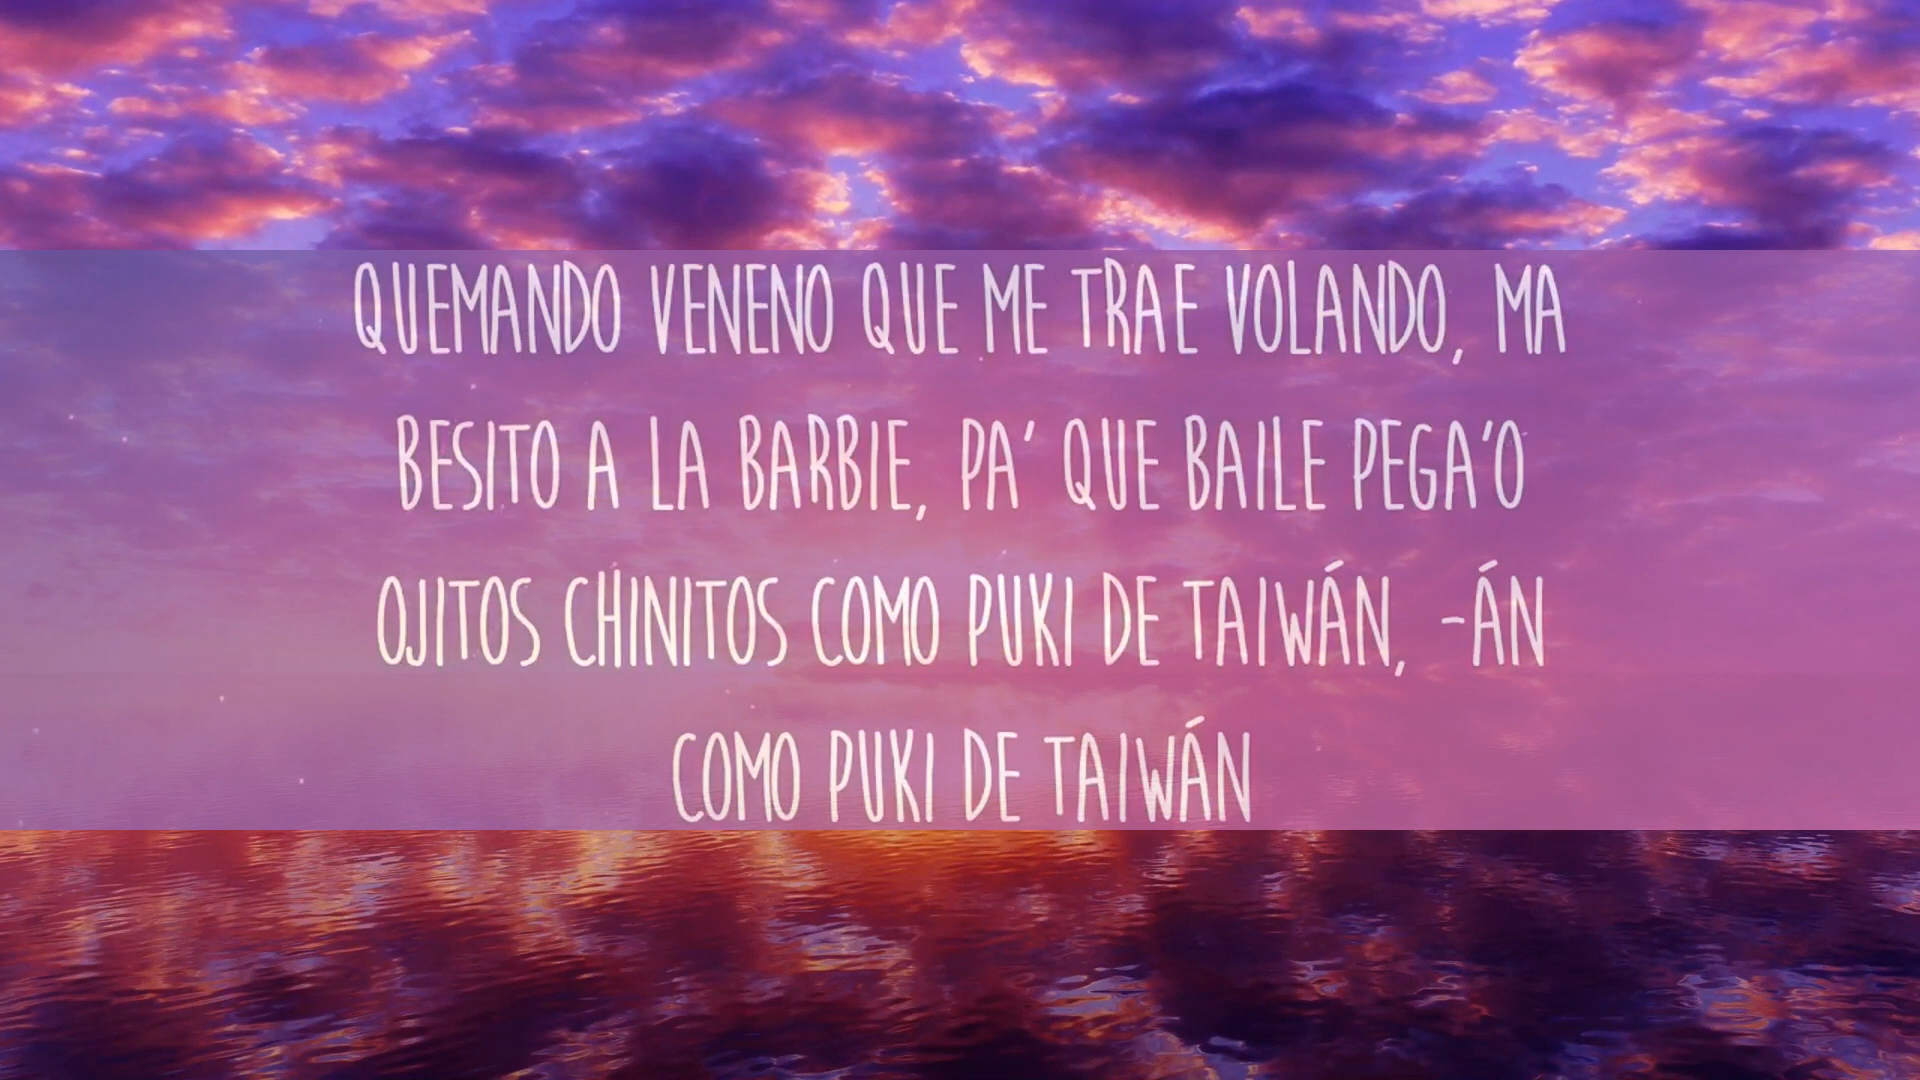 QUEMANDO VENENO QUE ME TRAE VOLANDO, MA
BESITO A LA BARBIE, PA' QUE BAILE PEGA'O
OJITOS CHINITOS COMO PUKI DE TAIWÁN, -ÁN
COMO PUKI DE TAIWÁN